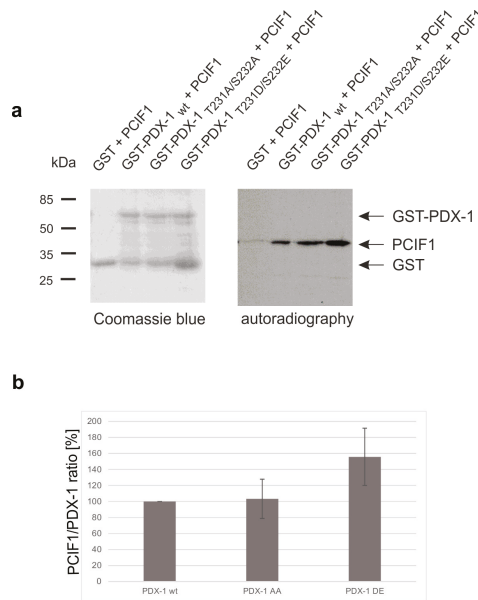 a
kDa
GST + PCIF1
GST-PDX-1 wt + PCIF1
GST-PDX-1 T231A/S232A + PCIF1
GST-PDX-1 T231D/S232E + PCIF1
GST + PCIF1
GST-PDX-1 wt + PCIF1
GST-PDX-1 T231A/S232A + PCIF1
GST-PDX-1 T231D/S232E + PCIF1
85
50
35
25
GST-PDX-1
PCIF1
GST
Coomassie blue
autoradiography
b
PCIF1/PDX-1 ratio [%]
200
180
160
140
120
100
80
60
40
20
0
PDX-1 wt
PDX-1 AA
PDX-1 DE